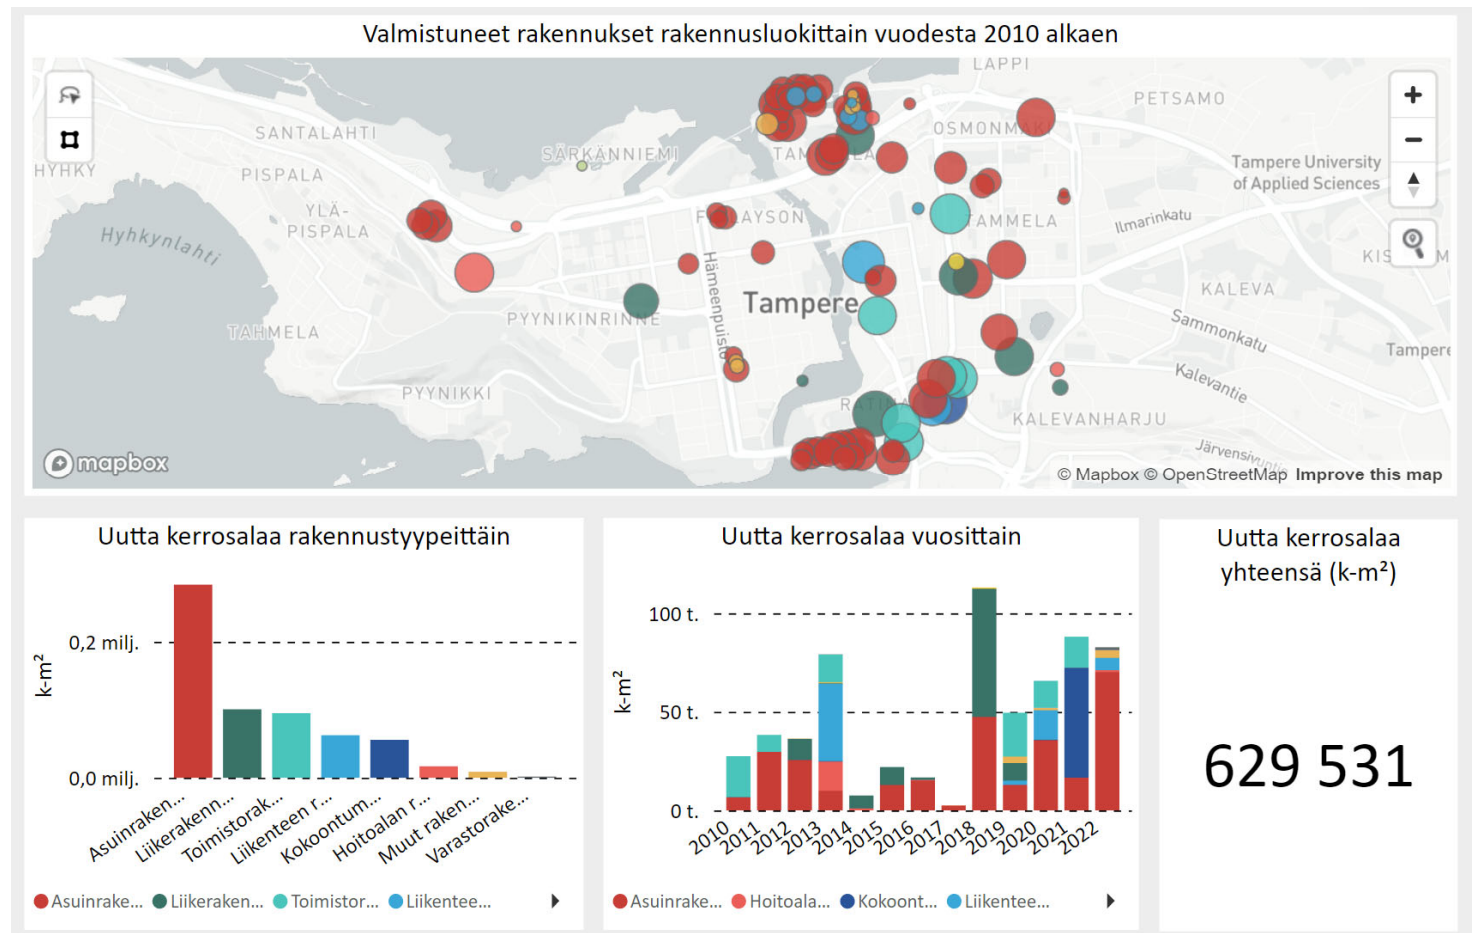 Valmistuneet rakennukset rakennusluokittain vuodesta 2010 alkaen
LAPPI
PETSAMO
SANTALAHTI
OSMONMÄKI
SÄRKÄNNIEMI
HYHKY
PISPALA
Tampere University
of Applied Sciences
YLÄ-
PISPALA
FINLAYSON
TAMMELA
Ilmarinkatu
Hyhkynlahti
Hämeenpuisto
KALEVA
Tampere
PYYNIKINRINNE
TAHMELA
Sammonkatu
Tampere
Kalevantie
PYYNIKKI
KALEVANHARJU
Järvensivuntie
mapbox
© Mapbox © OpenStreetMap Improve this map
Uutta kerrosalaa rakennustyypeittäin
k-m²
0,2 milj.
0,0 milj.
Asuinraken...
Liikerakenn...
Toimistorak...
Liikenteen r...
Kokoontum...
Hoitoalan r...
Muut raken...
Varastorake...
Asuinrake... Liikeraken... Toimistor... Liikentee...
Uutta kerrosalaa vuosittain
k-m²
100 t.
50 t.
0 t.
2010 2011 2012 2013 2014 2015 2016 2017 2018 2019 2020 2021 2022
Asuinrake... Hoitoala... Kokoont... Liikentee...
Uutta kerrosalaa
yhteensä (k-m²)
629 531